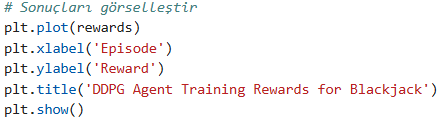 # Sonuçları görselleştir
plt.plot(rewards)
plt.xlabel('Episode')
plt.ylabel('Reward')
plt.title('DDPG Agent Training Rewards for Blackjack')
plt.show()